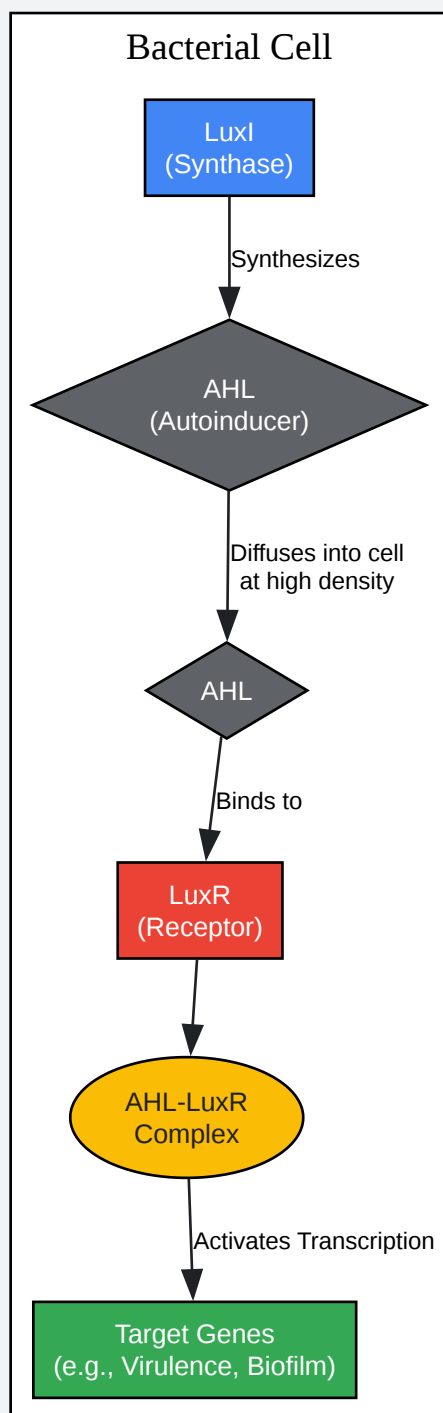 Bacterial Cell
LuxI
(Synthase)
Synthesizes
AHL
(Autoinducer)
Diffuses into cell
at high density
AHL
Binds to
LuxR
(Receptor)
AHL-LuxR
Complex
Activates Transcription
Target Genes
(e.g., Virulence, Biofilm)